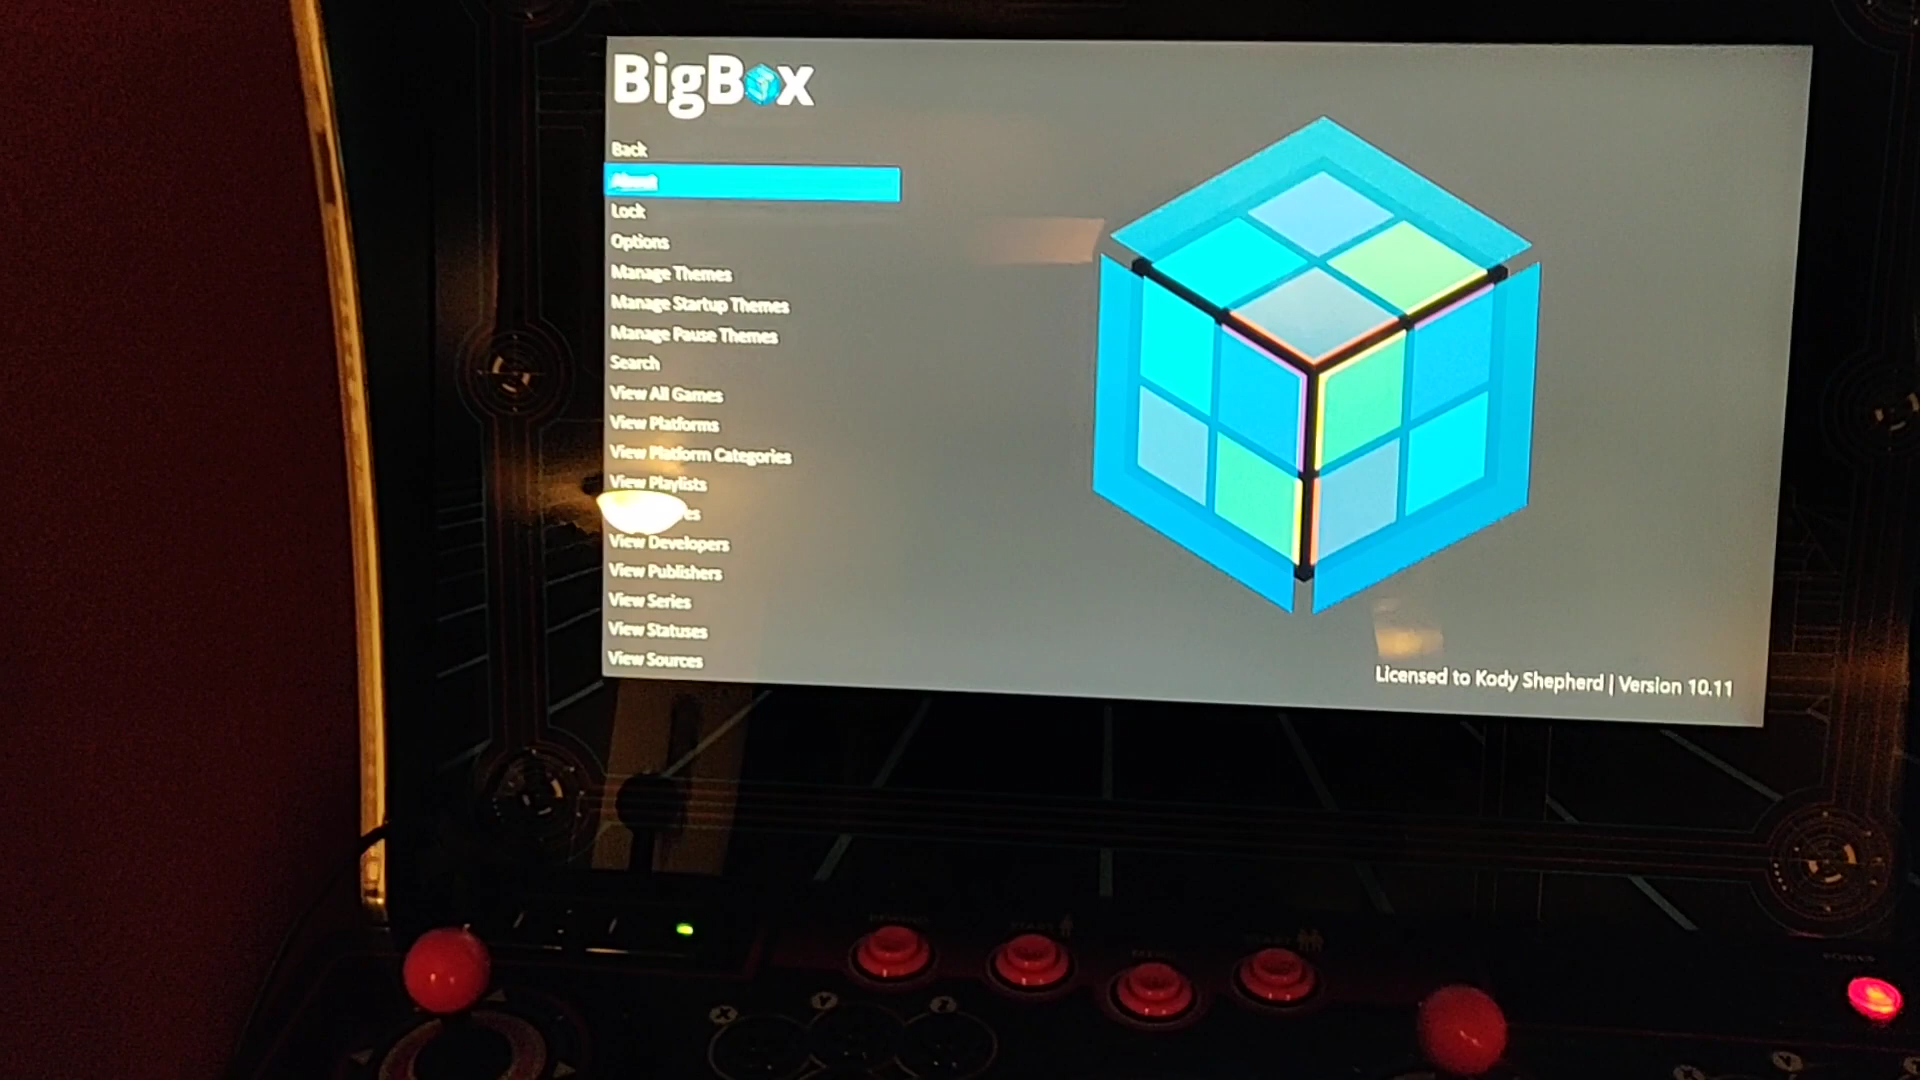 BigBox
Back
About
Lock
Options
Manage Themes
Manage Startup Themes
Manage Pause Themes
Search
View All Games
View Platforms
View Platform Categories
View Playlists
View Developers
View Publishers
View Series
View Statuses
View Sources
Licensed to Kody Shepherd | Version 10.11
X
Y
Z
X
Y